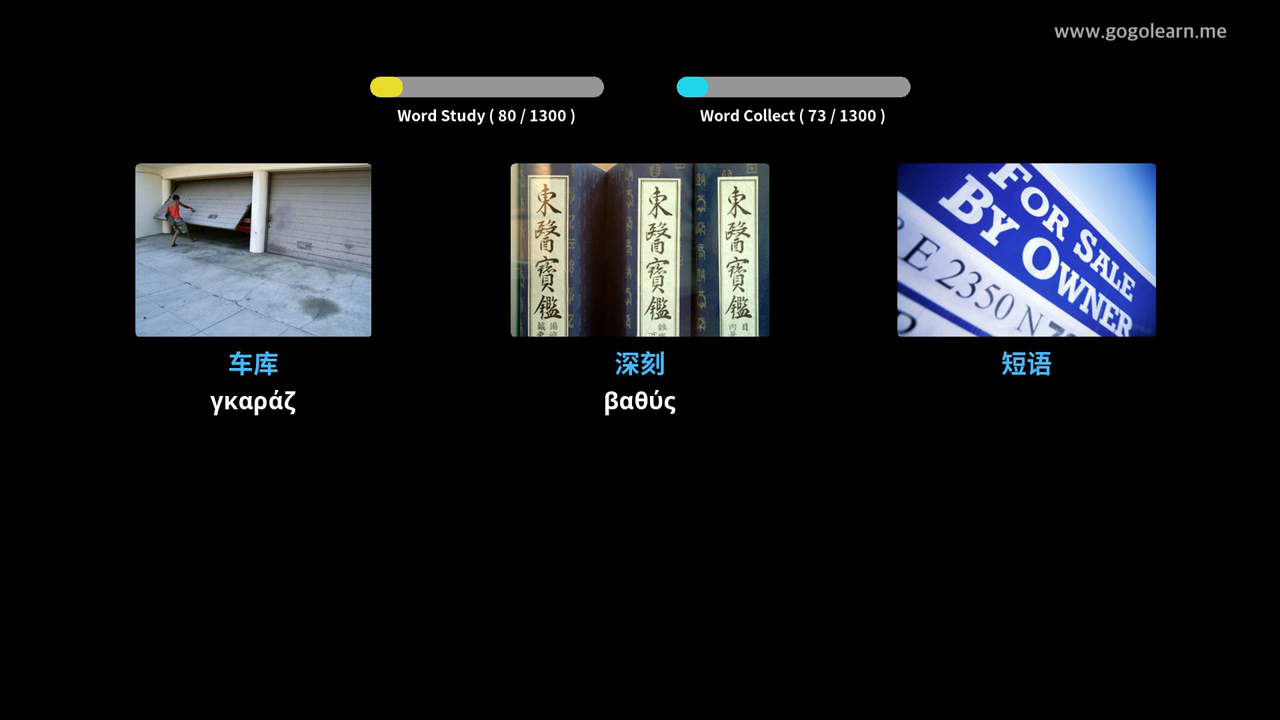 www.gogolearn.me
Word Study ( 80 / 1300 )
Word Collect ( 73 / 1300 )
東醫寶鑑
東醫寶鑑
東醫寶鑑
FOR SALE
BY OWNER
E 2350 N
车库
深刻
短语
γκαράζ
βαθύς